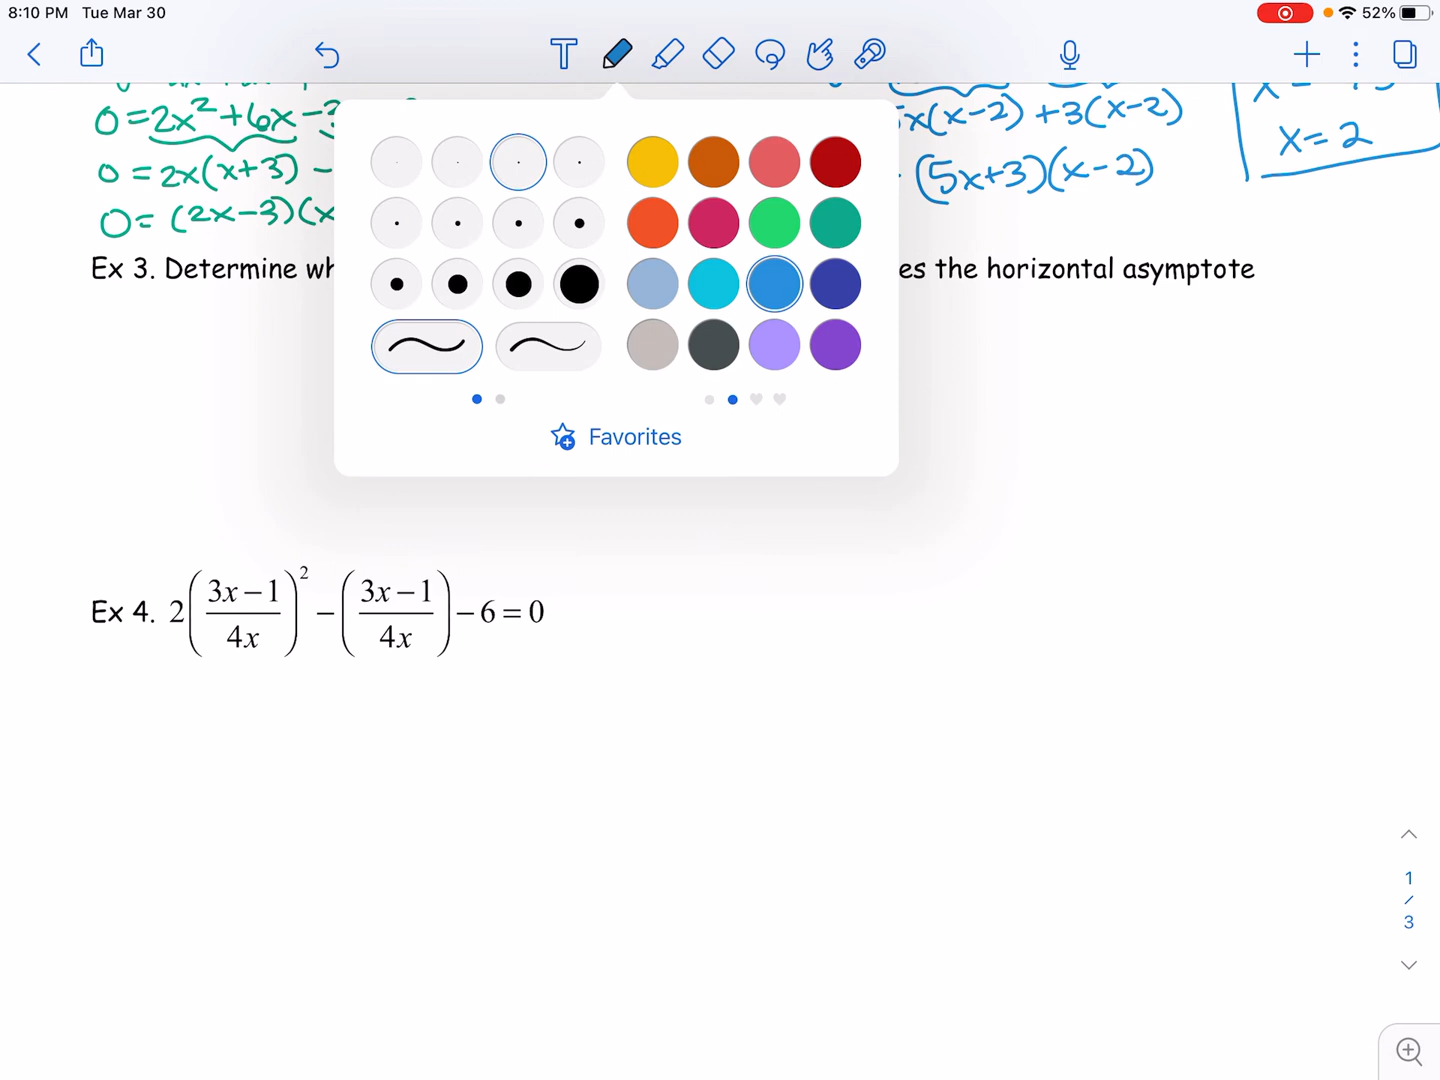 8:10 PM Tue Mar 30
52%
0=2x²+6x-3
0=2x(x+3) -
0=(2x-3)(x
x(x-2)+3(x-2)
(5x+3)(x-2)
x=2
Ex 3. Determine wh
es the horizontal asymptote
Favorites
Ex 4. 2((3x-1)/(4x))² - ((3x-1)/(4x)) - 6 = 0
1
/
3